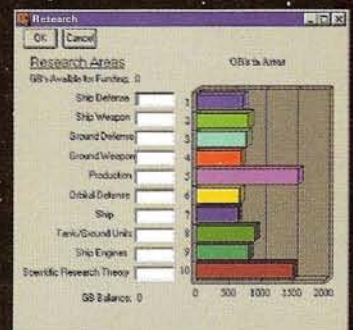 Research
OK Cancel
Research Areas
GB's in Areas
GB's Availible for Funding: 0
Ship Defense 1
Ship Weapon 2
Ground Defense 3
Ground Weapon 4
Production 5
Orbital Defense 6
Ship 7
Tank/Ground Units 8
Ship Engines 9
Scientific Research Theory 10
0 500 1000 1500 2000
GB Balance: 0